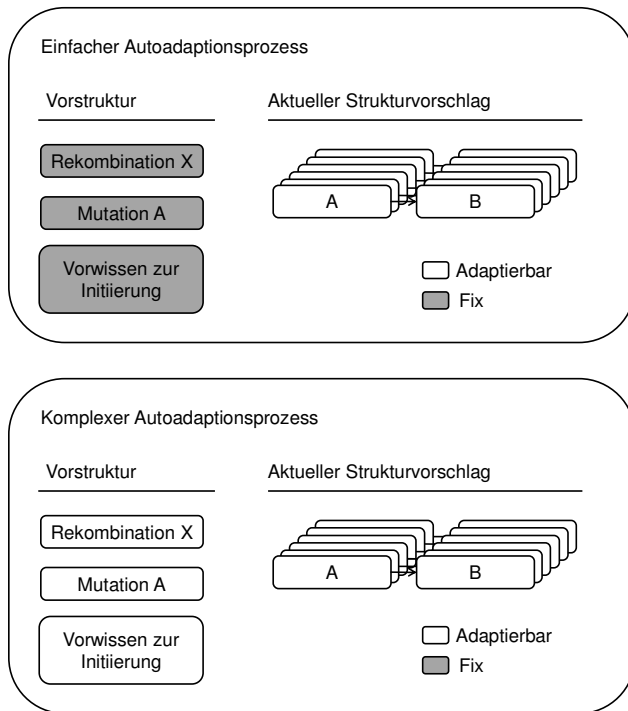 Einfacher Autoadaptionsprozess
Vorstruktur
Aktueller Strukturvorschlag
Rekombination X
Mutation A
Vorwissen zur
Initiierung
A
B
Adaptierbar
Fix
Komplexer Autoadaptionsprozess
Vorstruktur
Aktueller Strukturvorschlag
Rekombination X
Mutation A
Vorwissen zur
Initiierung
A
B
Adaptierbar
Fix